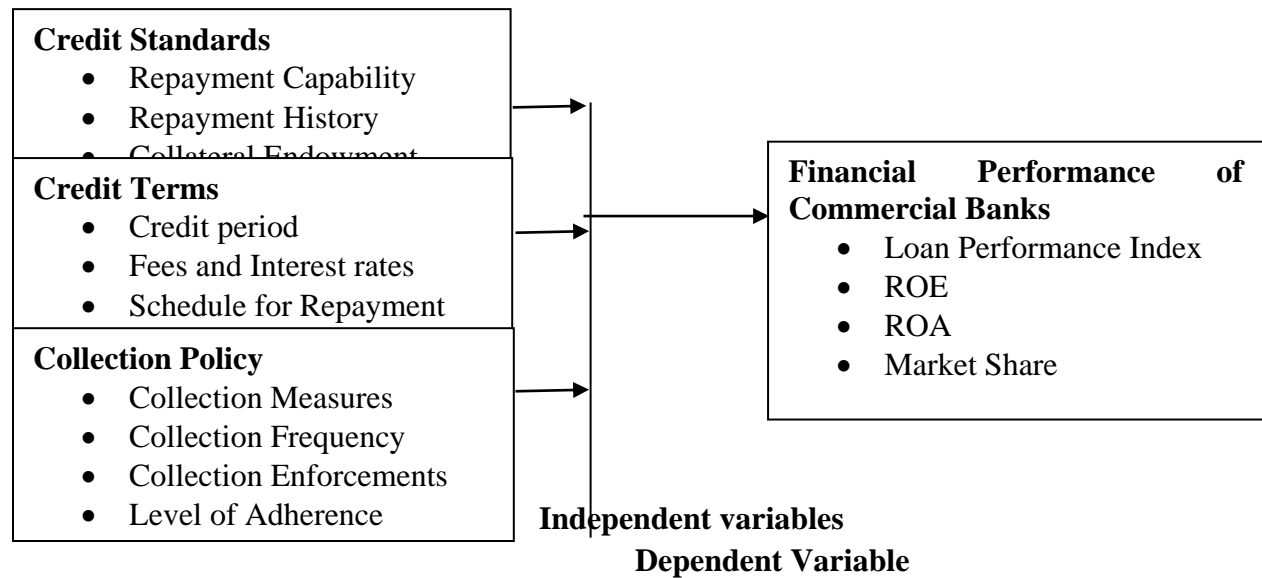 Credit Standards
• Repayment Capability
• Repayment History
• Collateral Endowment
Credit Terms
• Credit period
• Fees and Interest rates
• Schedule for Repayment
Collection Policy
• Collection Measures
• Collection Frequency
• Collection Enforcements
• Level of Adherence
Financial Performance of
Commercial Banks
• Loan Performance Index
• ROE
• ROA
• Market Share
Independent variables
Dependent Variable